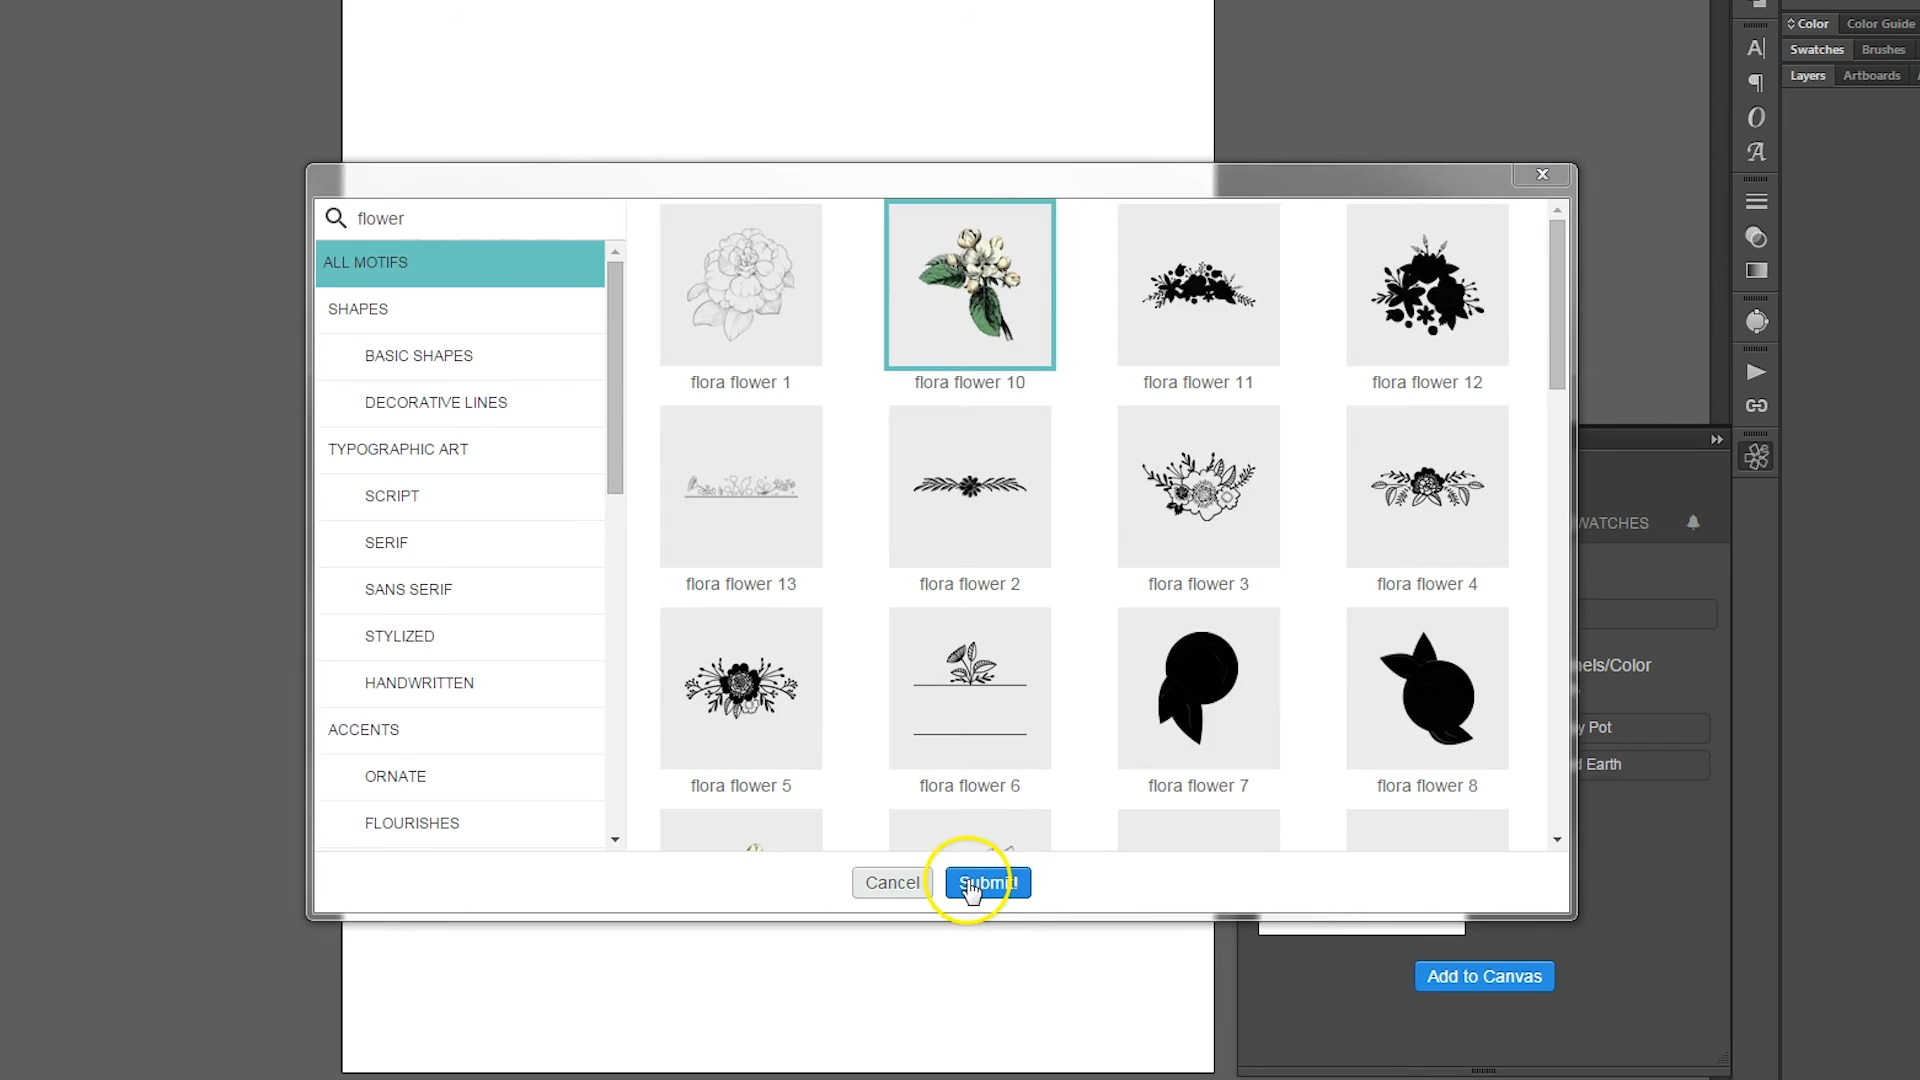 Color
Color Guide
Swatches
Brushes
Layers
Artboards
flower
ALL MOTIFS
SHAPES
BASIC SHAPES
DECORATIVE LINES
TYPOGRAPHIC ART
SCRIPT
SERIF
SANS SERIF
STYLIZED
HANDWRITTEN
ACCENTS
ORNATE
FLOURISHES
flora flower 1
flora flower 10
flora flower 11
flora flower 12
flora flower 13
flora flower 2
flora flower 3
flora flower 4
flora flower 5
flora flower 6
flora flower 7
flora flower 8
Cancel
Submit!
WATCHES
nels/Color
y Pot
d Earth
Add to Canvas